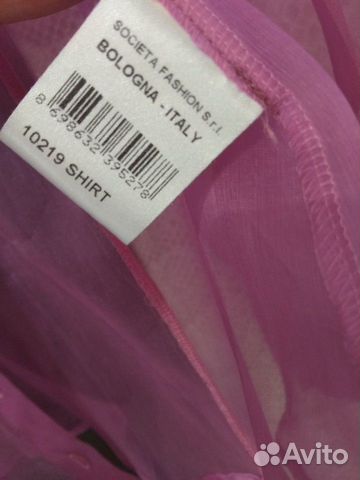 SOCIETA FASHION S.r.l.
BOLOGNA - ITALY
8 698632 395278
10219 SHIRT
Avito